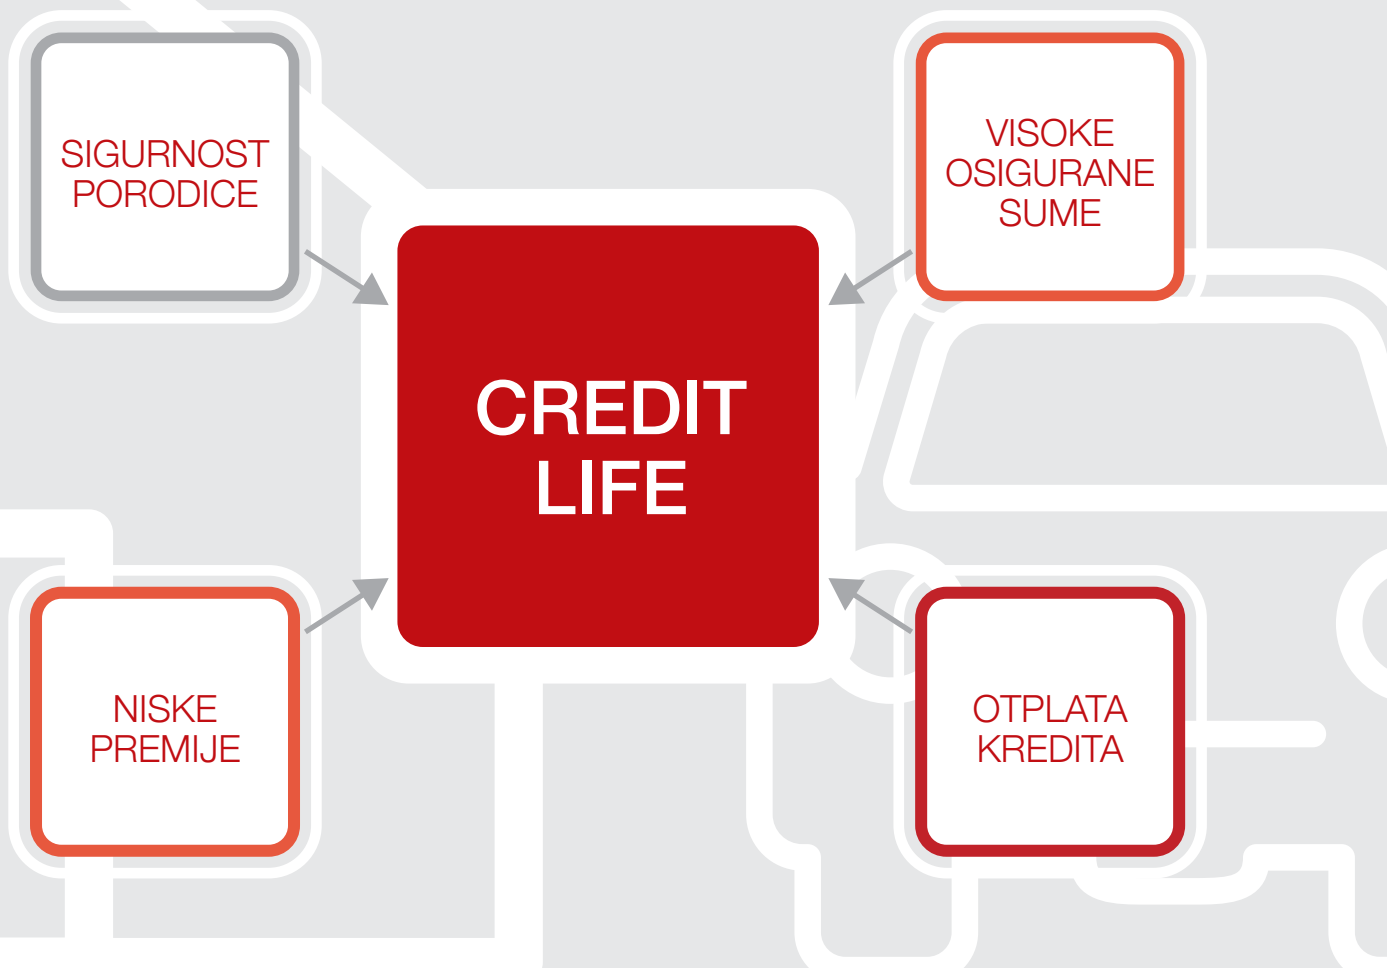 SIGURNOST
PORODICE
VISOKE
OSIGURANE
SUME
CREDIT
LIFE
NISKE
PREMIJE
OTPLATA
KREDITA